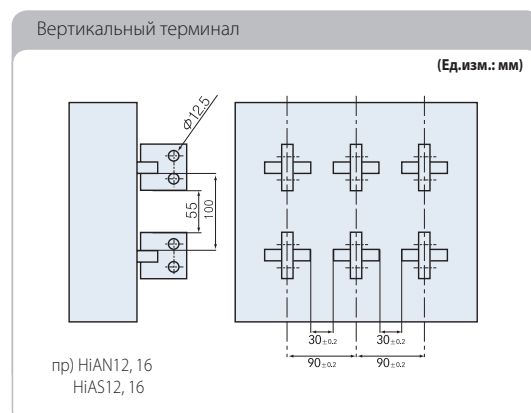 Вертикальный терминал
(Ед.изм.: мм)
Φ12.5
55
100
30±0.2
30±0.2
90±0.2
90±0.2
пр) HiAN12, 16
HiAS12, 16